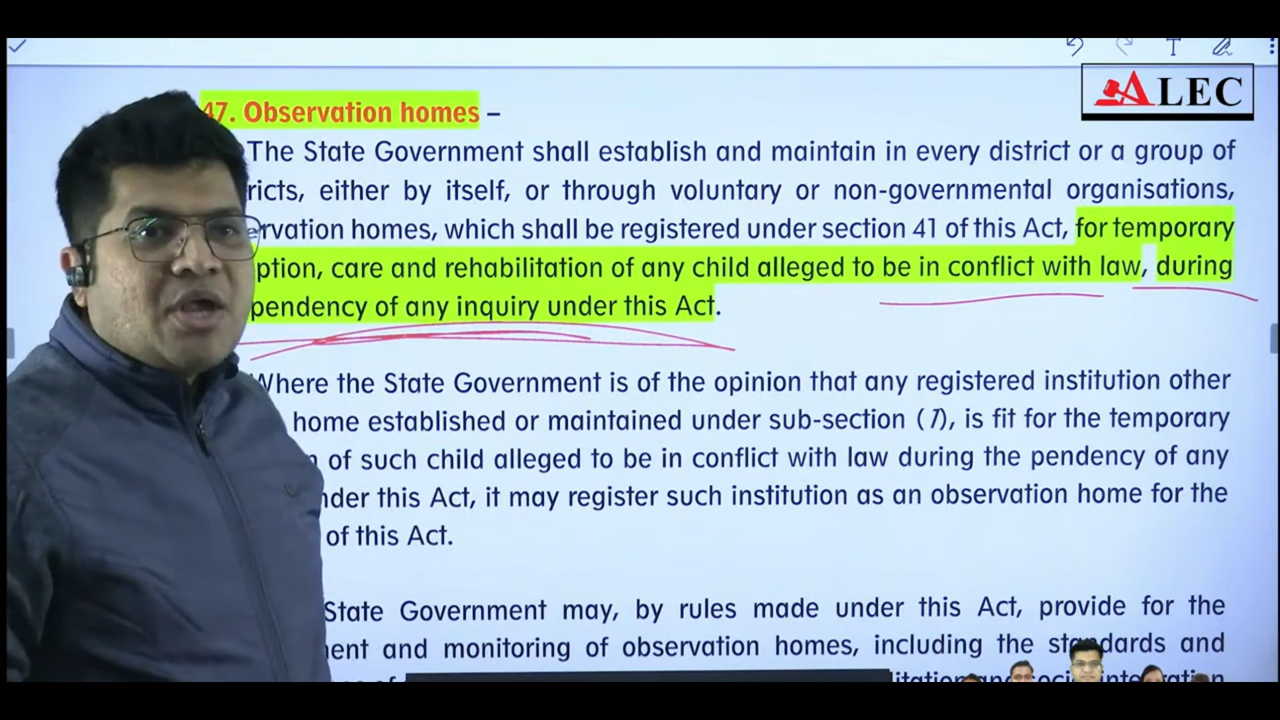 47. Observation homes –
ALEC
The State Government shall establish and maintain in every district or a group of
ricts, either by itself, or through voluntary or non-governmental organisations,
ervation homes, which shall be registered under section 41 of this Act, for temporary
ption, care and rehabilitation of any child alleged to be in conflict with law, during
pendency of any inquiry under this Act.
Where the State Government is of the opinion that any registered institution other
home established or maintained under sub-section (1), is fit for the temporary
of such child alleged to be in conflict with law during the pendency of any
nder this Act, it may register such institution as an observation home for the
of this Act.
State Government may, by rules made under this Act, provide for the
ent and monitoring of observation homes, including the standards and